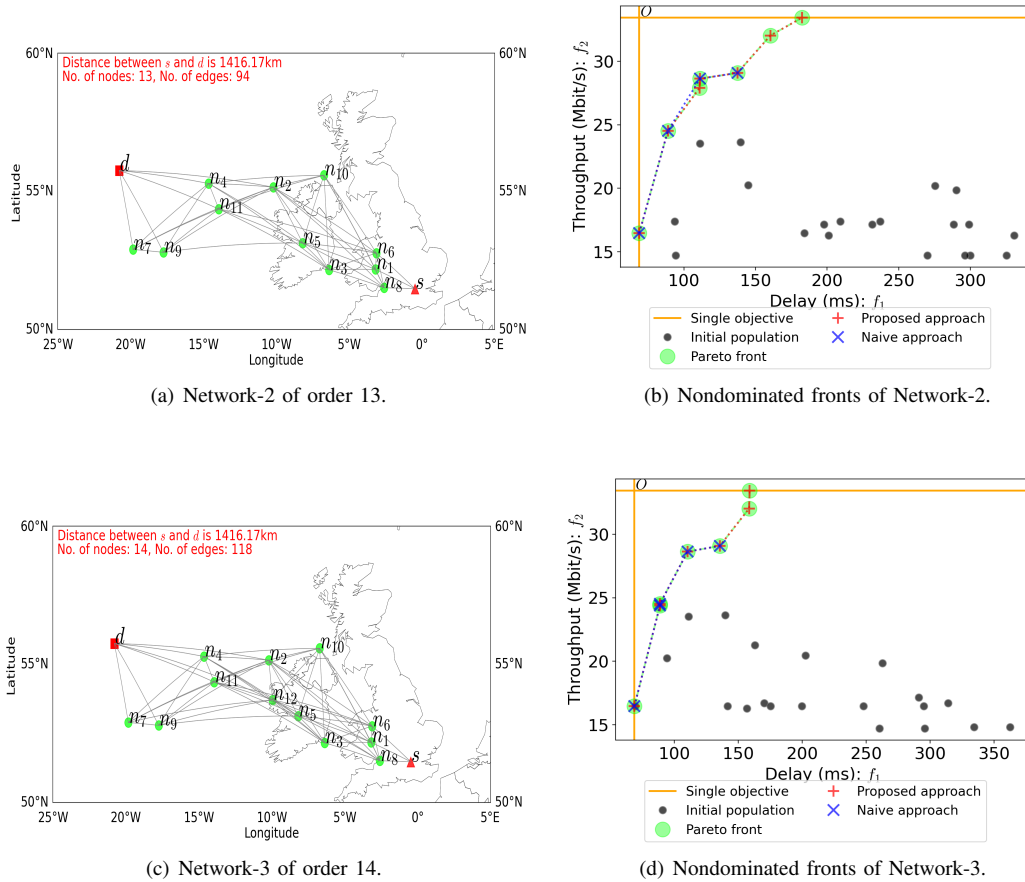 60°N
60°N
Distance between s and d is 1416.17km
No. of nodes: 13, No. of edges: 94
d
n4
n2
n10
55°N
55°N
n11
n7
n9
n5
n6
n3
n1
n8
s
Latitude
50°N
50°N
25°W 20°W 15°W 10°W 5°W 0° 5°E
Longitude
(a) Network-2 of order 13.
O
Throughput (Mbit/s): f2
30
25
20
15
100 150 200 250 300
Delay (ms): f1
Single objective
Initial population
Pareto front
Proposed approach
Naive approach
(b) Nondominated fronts of Network-2.
60°N
60°N
Distance between s and d is 1416.17km
No. of nodes: 14, No. of edges: 118
d
n4
n2
n10
55°N
55°N
n11
n12
n7
n9
n5
n6
n3
n1
n8
s
Latitude
50°N
50°N
25°W 20°W 15°W 10°W 5°W 0° 5°E
Longitude
(c) Network-3 of order 14.
O
Throughput (Mbit/s): f2
30
25
20
15
100 150 200 250 300 350
Delay (ms): f1
Single objective
Initial population
Pareto front
Proposed approach
Naive approach
(d) Nondominated fronts of Network-3.